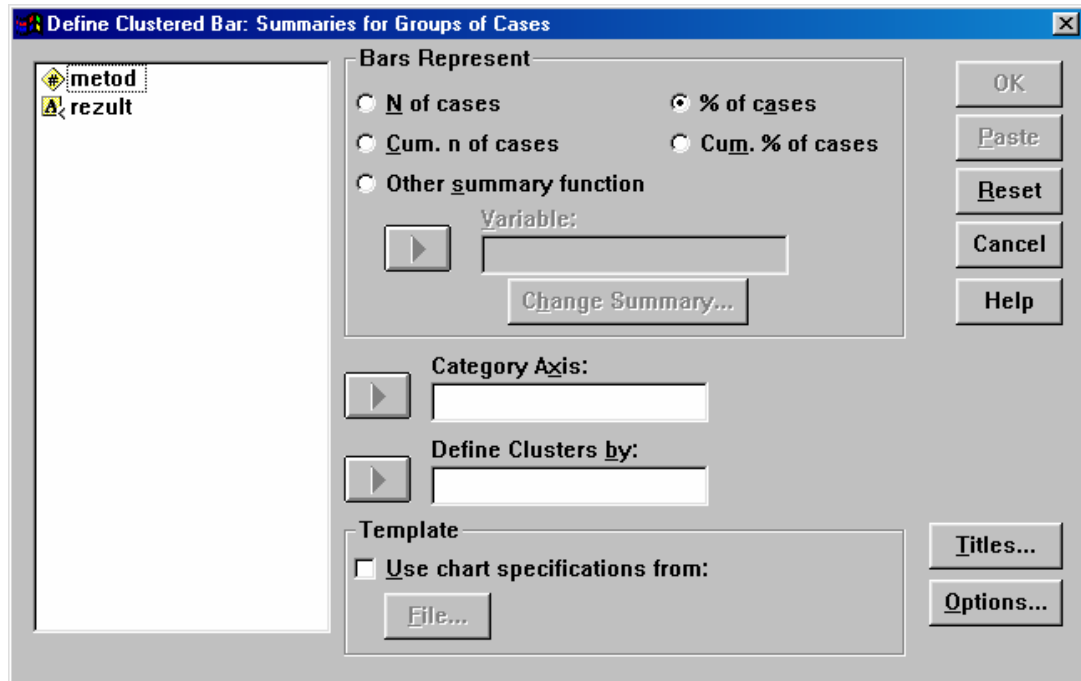 Define Clustered Bar: Summaries for Groups of Cases
metod
rezult
Bars Represent
N of cases
% of cases
Cum. n of cases
Cum. % of cases
Other summary function
Variable:
Change Summary...
OK
Paste
Reset
Cancel
Help
Category Axis:
Define Clusters by:
Template
Use chart specifications from:
File...
Titles...
Options...